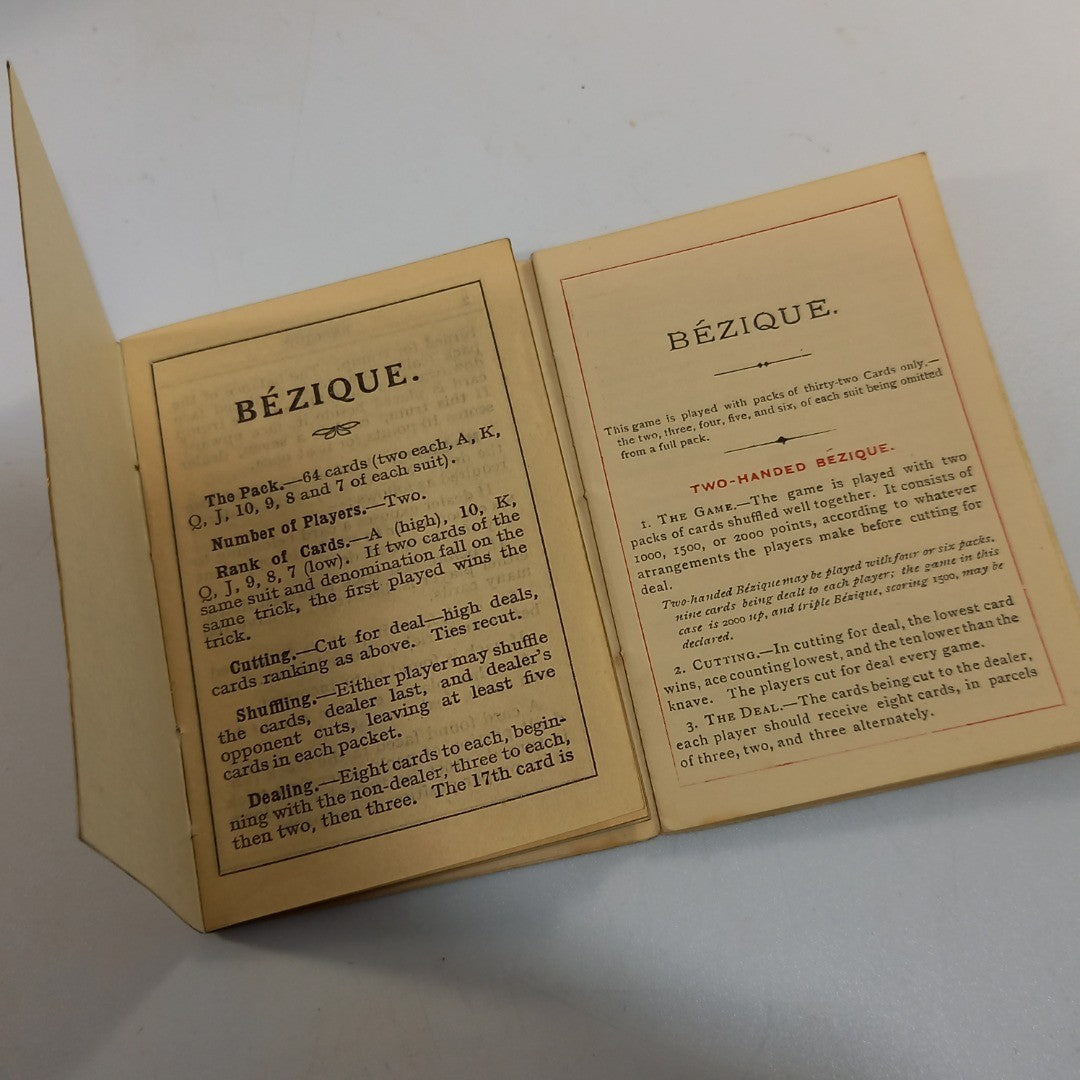 BÉZIQUE.
The Pack.—64 cards (two each, A, K,
Q, J, 10, 9, 8 and 7 of each suit).
Number of Players.—Two.
Rank of Cards.—A (high), 10, K,
Q, J, 9, 8, 7 (low). If two cards of the
same suit and denomination fall on the
same trick, the first played wins the
trick.
Cutting.—Cut for deal—high deals,
cards ranking as above. Ties recut.
Shuffling.—Either player may shuffle
the cards, dealer last, and dealer's
opponent cuts, leaving at least five
cards in each packet.
Dealing.—Eight cards to each, begin-
ning with the non-dealer, three to each,
then two, then three. The 17th card is
BÉZIQUE.
This game is played with packs of thirty-two Cards only,—
the two, three, four, five, and six, of each suit being omitted
from a full pack.
TWO-HANDED BÉZIQUE.
1. THE GAME.—The game is played with two
packs of cards shuffled well together. It consists of
1000, 1500, or 2000 points, according to whatever
arrangements the players make before cutting for
deal.
Two-handed Bézique may be played with four or six packs,
nine cards being dealt to each player; the game in this
case is 2000 up, and triple Bézique, scoring 1500, may be
declared.
2. CUTTING.—In cutting for deal, the lowest card
wins, ace counting lowest, and the ten lower than the
knave. The players cut for deal every game.
3. THE DEAL.—The cards being cut to the dealer,
each player should receive eight cards, in parcels
of three, two, and three alternately.